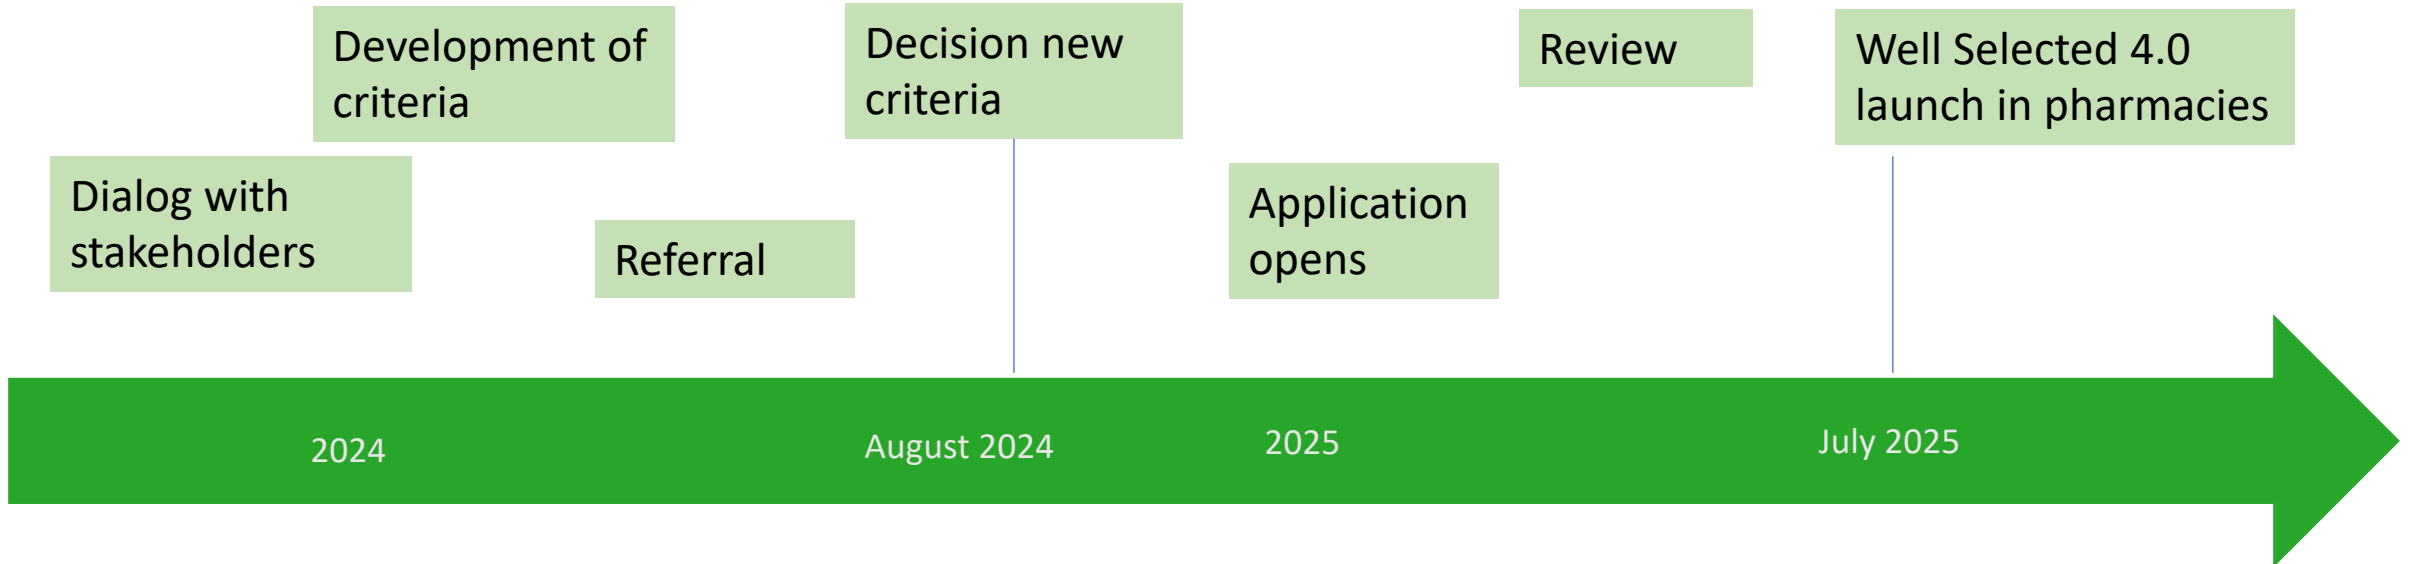 Development of
criteria
Decision new
criteria
Review
Well Selected 4.0
launch in pharmacies
Dialog with
stakeholders
Referral
Application
opens
2024
August 2024
2025
July 2025